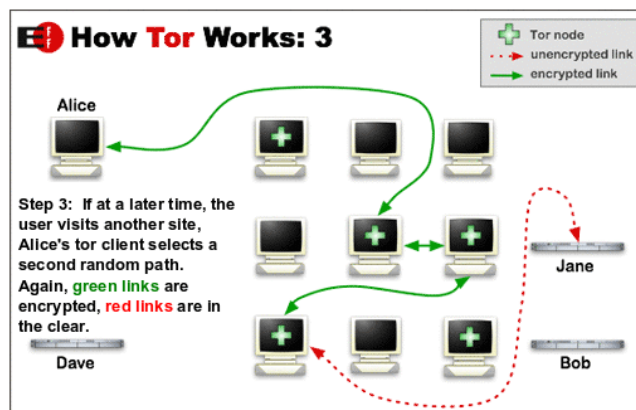 EFF How Tor Works: 3
Tor node
unencrypted link
encrypted link
Alice
Step 3: If at a later time, the
user visits another site,
Alice's tor client selects a
second random path.
Again, green links are
encrypted, red links are in
the clear.
Jane
Dave
Bob